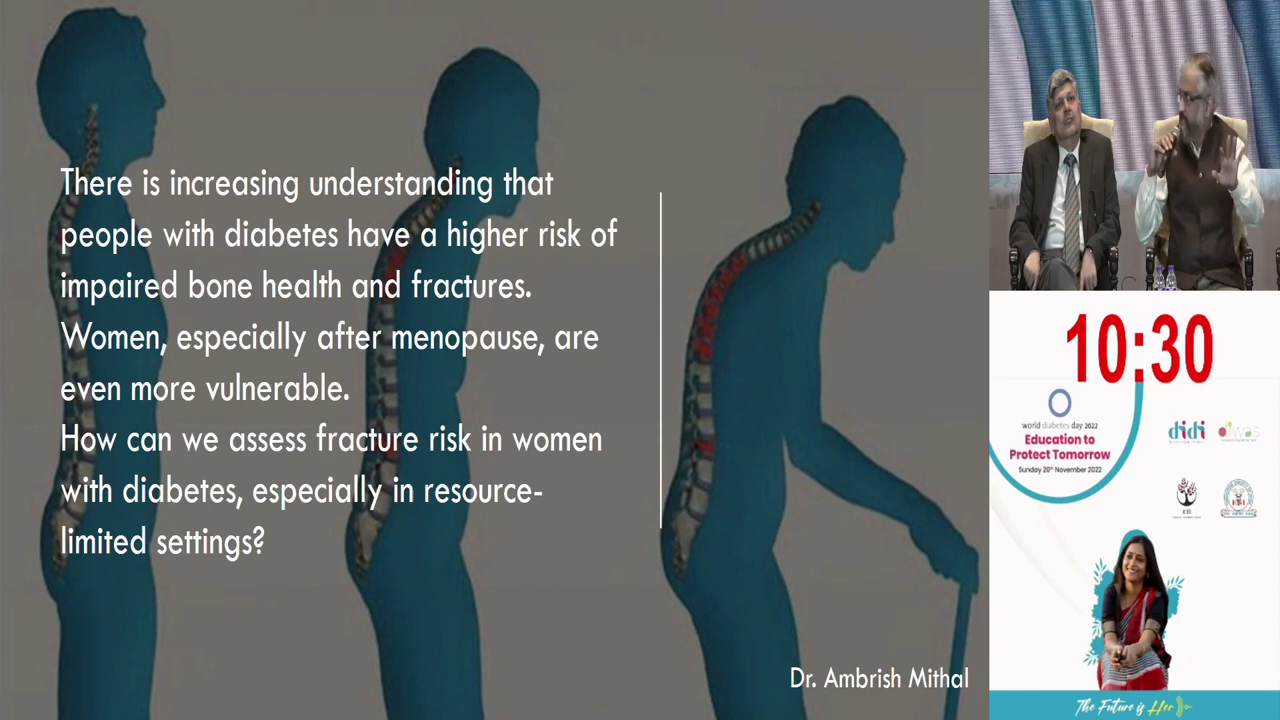 There is increasing understanding that
people with diabetes have a higher risk of
impaired bone health and fractures.
Women, especially after menopause, are
even more vulnerable.
How can we assess fracture risk in women
with diabetes, especially in resource-
limited settings?
Dr. Ambrish Mithal
10:30
world diabetes day 2022
Education to
Protect Tomorrow
Sunday 20th November 2022
didi
The Future is Her